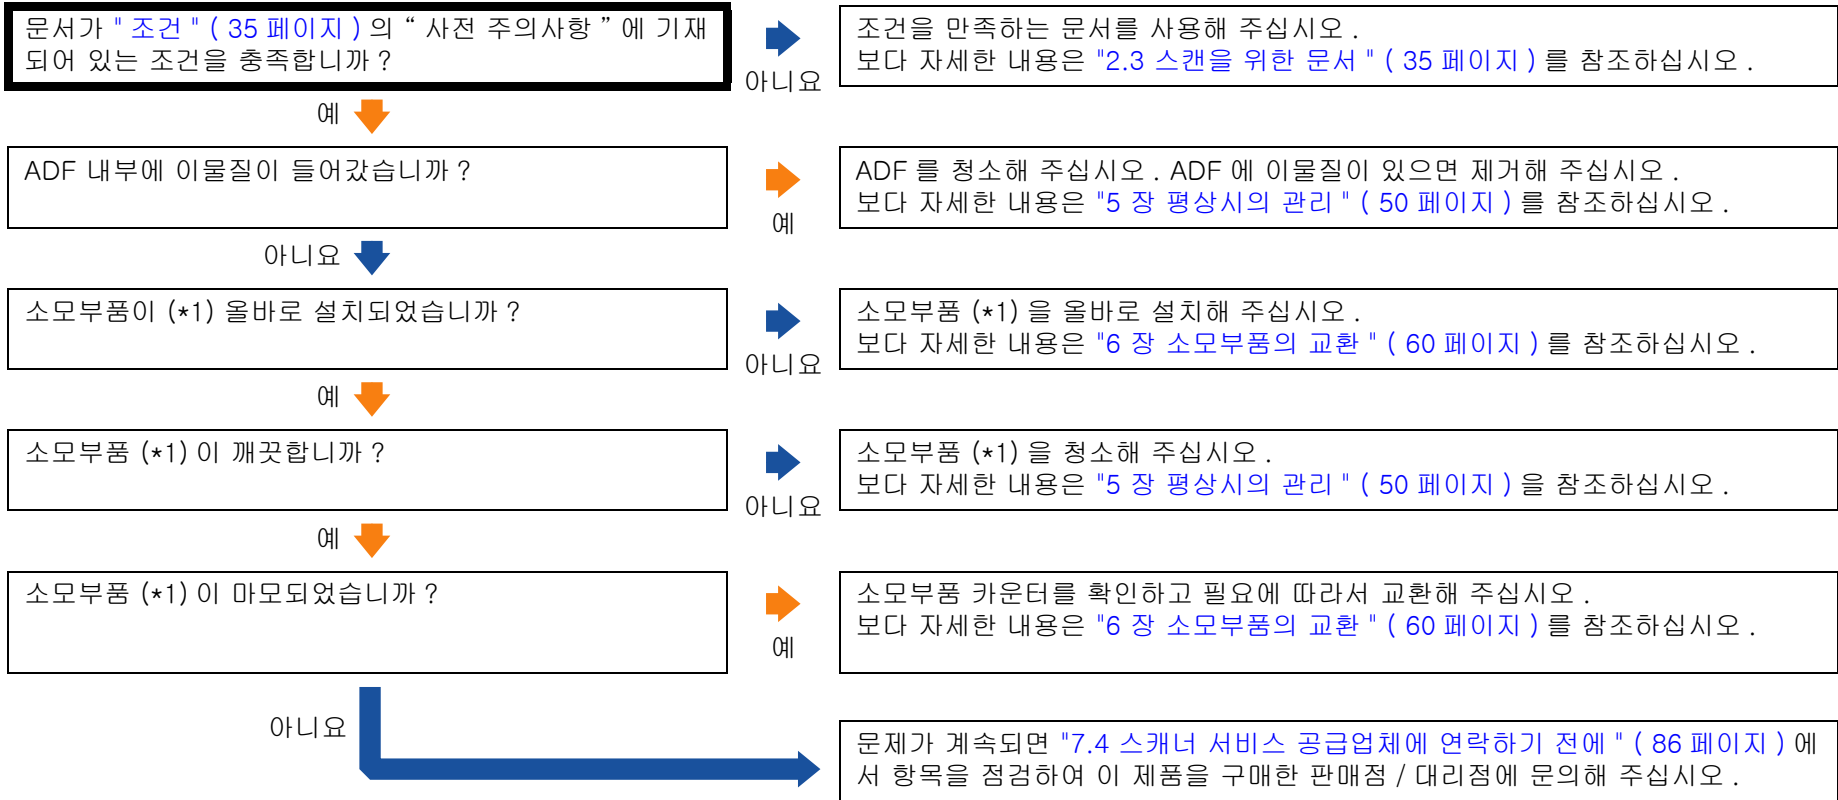 문서가 " 조건 " ( 35 페이지 ) 의 “ 사전 주의사항 ” 에 기재
되어 있는 조건을 충족합니까 ?
아니요
조건을 만족하는 문서를 사용해 주십시오 .
보다 자세한 내용은 "2.3 스캔을 위한 문서 " ( 35 페이지 ) 를 참조하십시오 .
예
ADF 내부에 이물질이 들어갔습니까 ?
예
ADF 를 청소해 주십시오 . ADF 에 이물질이 있으면 제거해 주십시오 .
보다 자세한 내용은 "5 장 평상시의 관리 " ( 50 페이지 ) 를 참조하십시오 .
아니요
소모부품이 (*1) 올바로 설치되었습니까 ?
아니요
소모부품 (*1) 을 올바로 설치해 주십시오 .
보다 자세한 내용은 "6 장 소모부품의 교환 " ( 60 페이지 ) 를 참조하십시오 .
예
소모부품 (*1) 이 깨끗합니까 ?
아니요
소모부품 (*1) 을 청소해 주십시오 .
보다 자세한 내용은 "5 장 평상시의 관리 " ( 50 페이지 ) 을 참조하십시오 .
예
소모부품 (*1) 이 마모되었습니까 ?
예
소모부품 카운터를 확인하고 필요에 따라서 교환해 주십시오 .
보다 자세한 내용은 "6 장 소모부품의 교환 " ( 60 페이지 ) 를 참조하십시오 .
아니요
문제가 계속되면 "7.4 스캐너 서비스 공급업체에 연락하기 전에 " ( 86 페이지 ) 에
서 항목을 점검하여 이 제품을 구매한 판매점 / 대리점에 문의해 주십시오 .